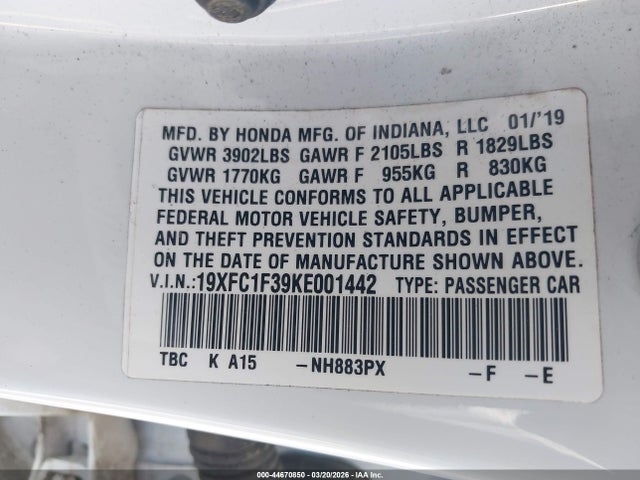 MFD. BY HONDA MFG. OF INDIANA, LLC 01/'19
GVWR 3902LBS GAWR F 2105LBS R 1829LBS
GVWR 1770KG GAWR F 955KG R 830KG
THIS VEHICLE CONFORMS TO ALL APPLICABLE
FEDERAL MOTOR VEHICLE SAFETY, BUMPER,
AND THEFT PREVENTION STANDARDS IN EFFECT
ON THE DATE OF MANUFACTURE SHOWN ABOVE.
V.I.N.:19XFC1F39KE001442 TYPE: PASSENGER CAR
TBC K A15 –NH883PX –F –E
000-44670850 - 03/20/2026 - IAA Inc.